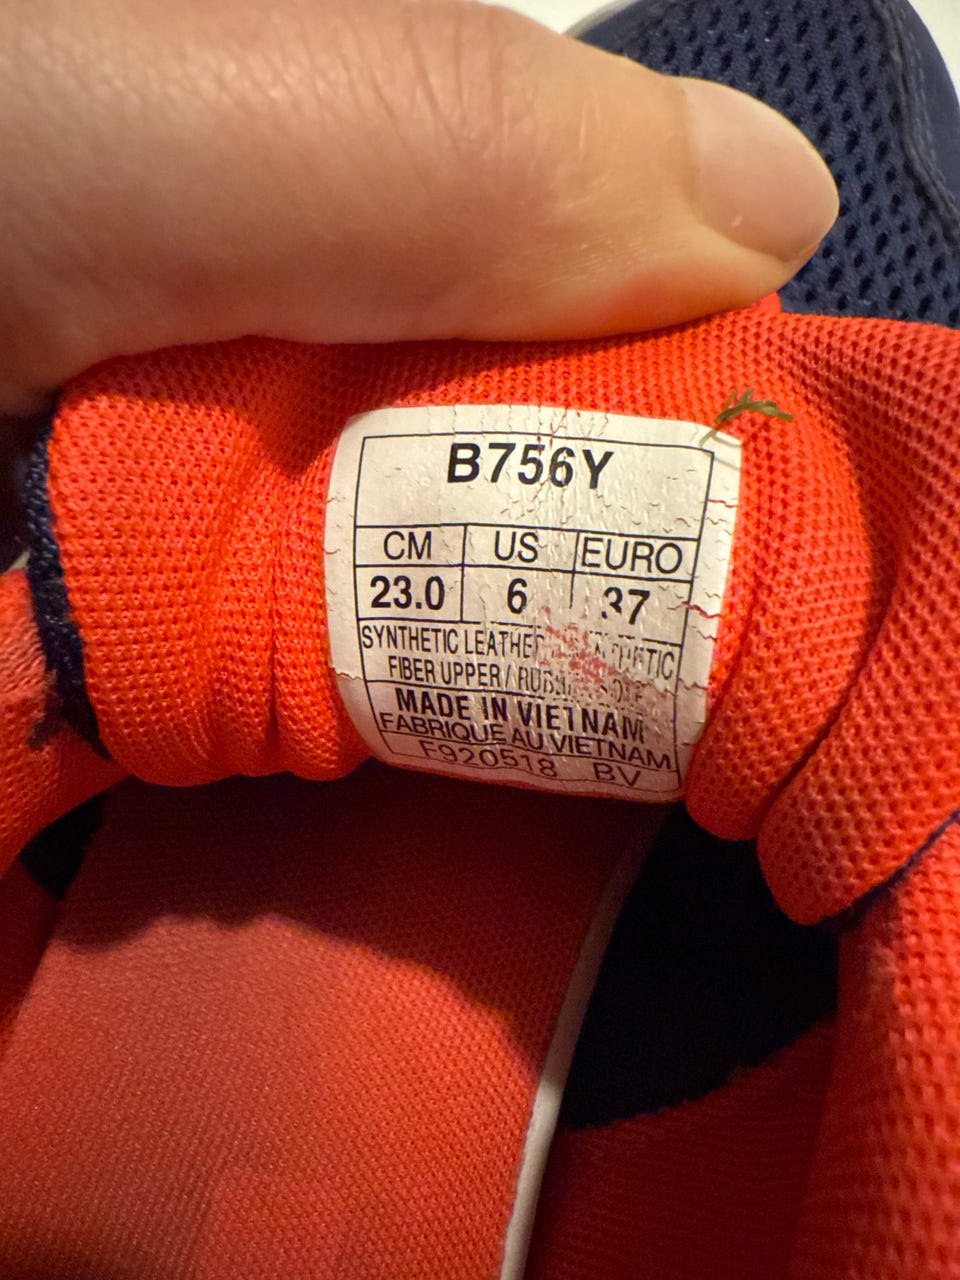 B756Y
CM US EURO
23.0 6 37
SYNTHETIC LEATHER
FIBER UPPER /
MADE IN VIETNAM
FABRIQUE AU VIETNAM
F920518 BV